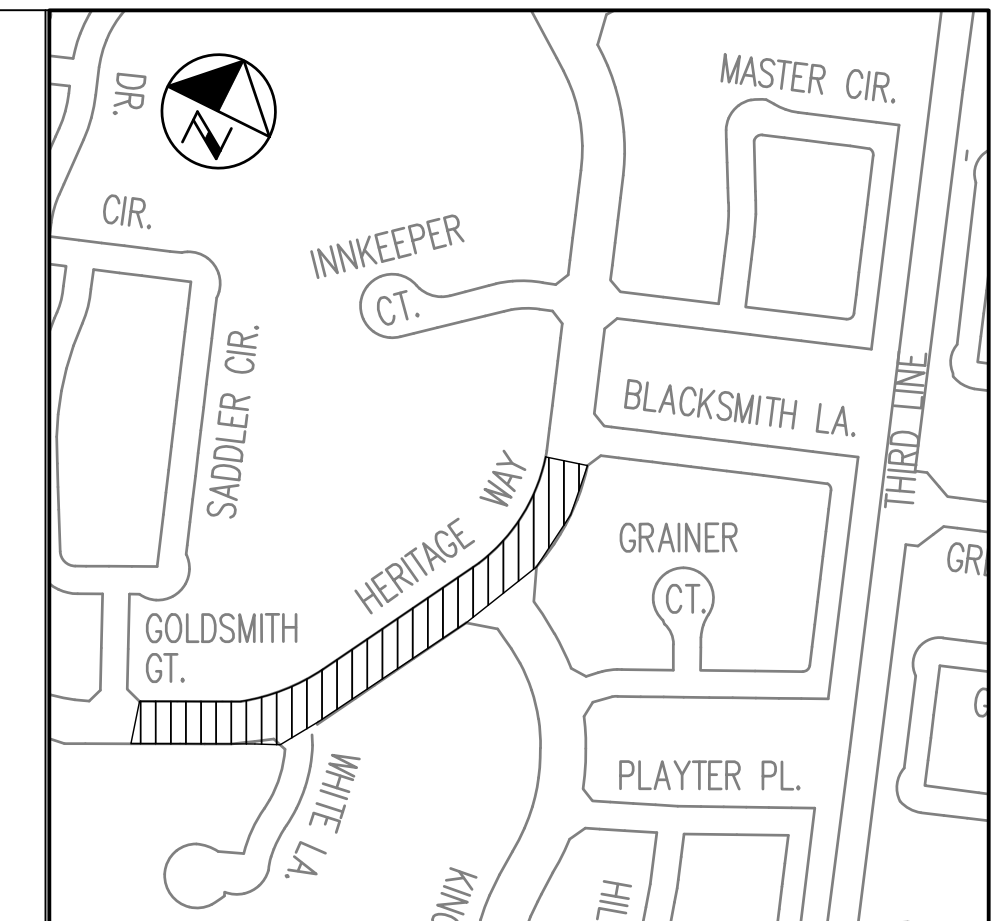 MASTER CIR.
DR.
N
CIR.
INNKEEPER
CT.
SADDLER CIR.
BLACKSMITH LA.
THIRD LINE
HERITAGE WAY
GRAINER
CT.
GOLDSMITH
GT.
PLAYTER PL.
WHITE LA.